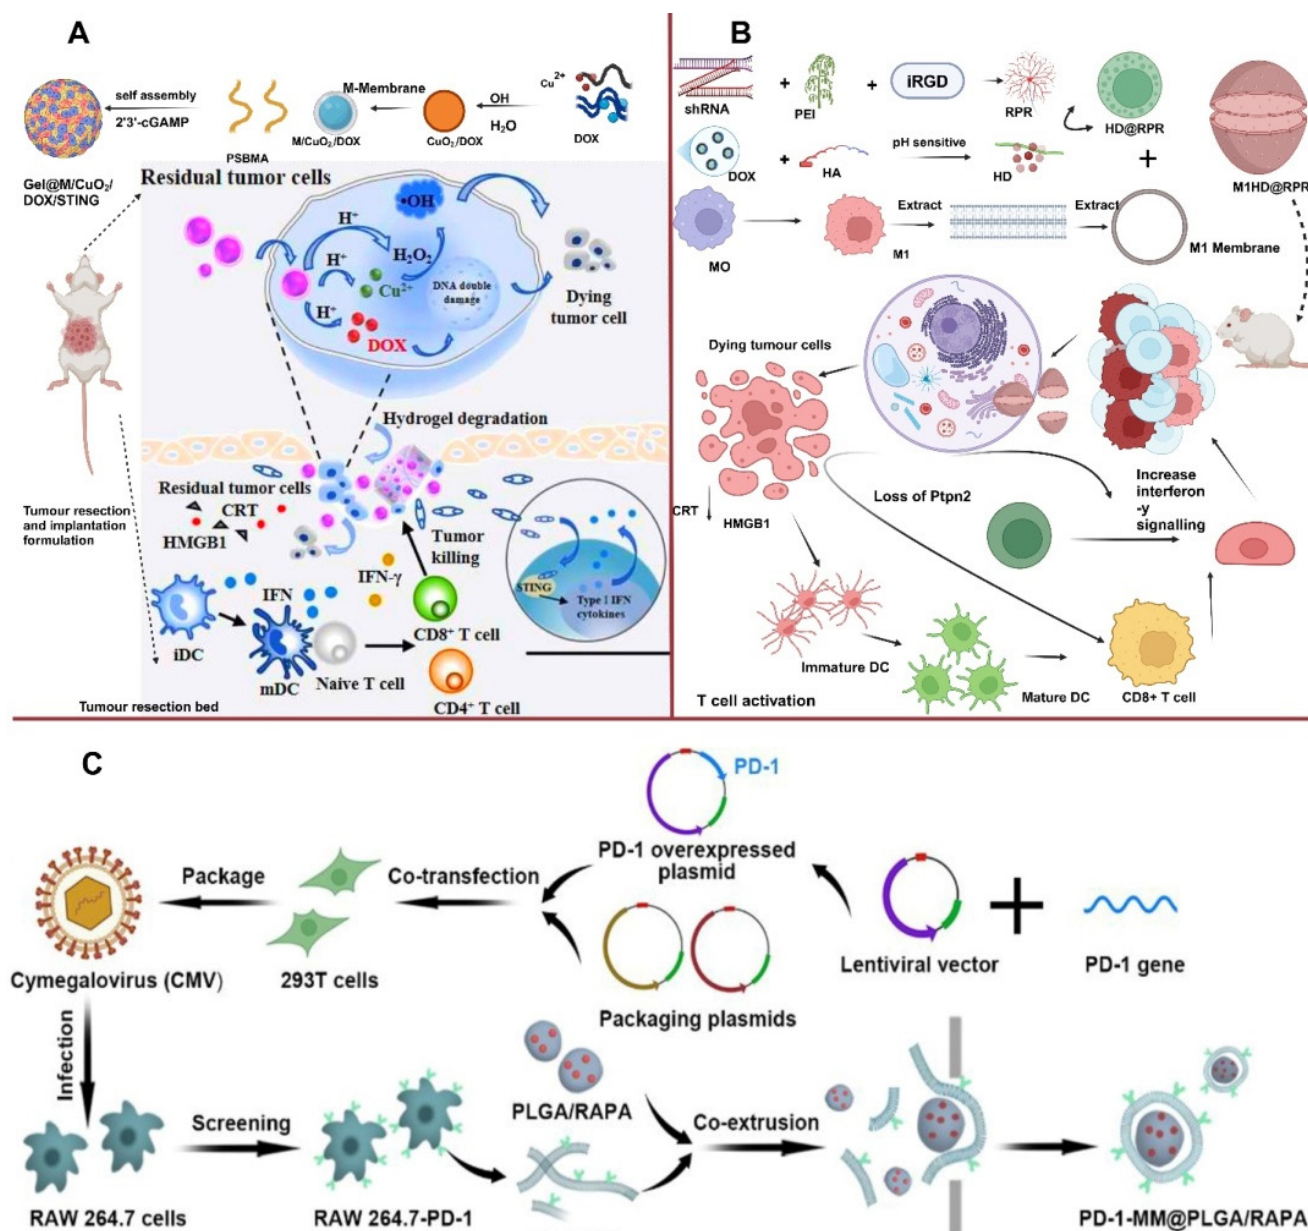 A
self assembly
2'3'-cGAMP
M-Membrane
OH
H₂O
Cu²⁺
DOX
PSBMA
M/CuO₂/DOX
CuO₂/DOX
Gel@M/CuO₂/
DOX/STING
Residual tumor cells
•OH
H⁺
H⁺
H₂O₂
Cu²⁺
H⁺
DOX
DNA double
damage
Dying
tumor cell
Hydrogel degradation
Residual tumor cells
CRT
HMGB1
Tumor
killing
IFN-γ
IFN
STING
Type I IFN
cytokines
Tumour resection
and implantation
formulation
iDC
mDC
Naive T cell
CD8⁺ T cell
CD4⁺ T cell
Tumour resection bed
B
shRNA
PEI
iRGD
RPR
HD@RPR
DOX
HA
pH sensitive
HD
M1HD@RPR
MO
M1
Extract
Extract
M1 Membrane
Dying tumour cells
CRT
HMGB1
Loss of Ptpn2
Increase
interferon
-y
signalling
Immature DC
Mature DC
CD8+ T cell
T cell activation
C
PD-1
PD-1 overexpressed
plasmid
Package
Co-transfection
Cymegalovirus (CMV)
293T cells
Packaging plasmids
Lentiviral vector
PD-1 gene
Infection
PLGA/RAPA
Screening
Co-extrusion
RAW 264.7 cells
RAW 264.7-PD-1
PD-1-MM@PLGA/RAPA